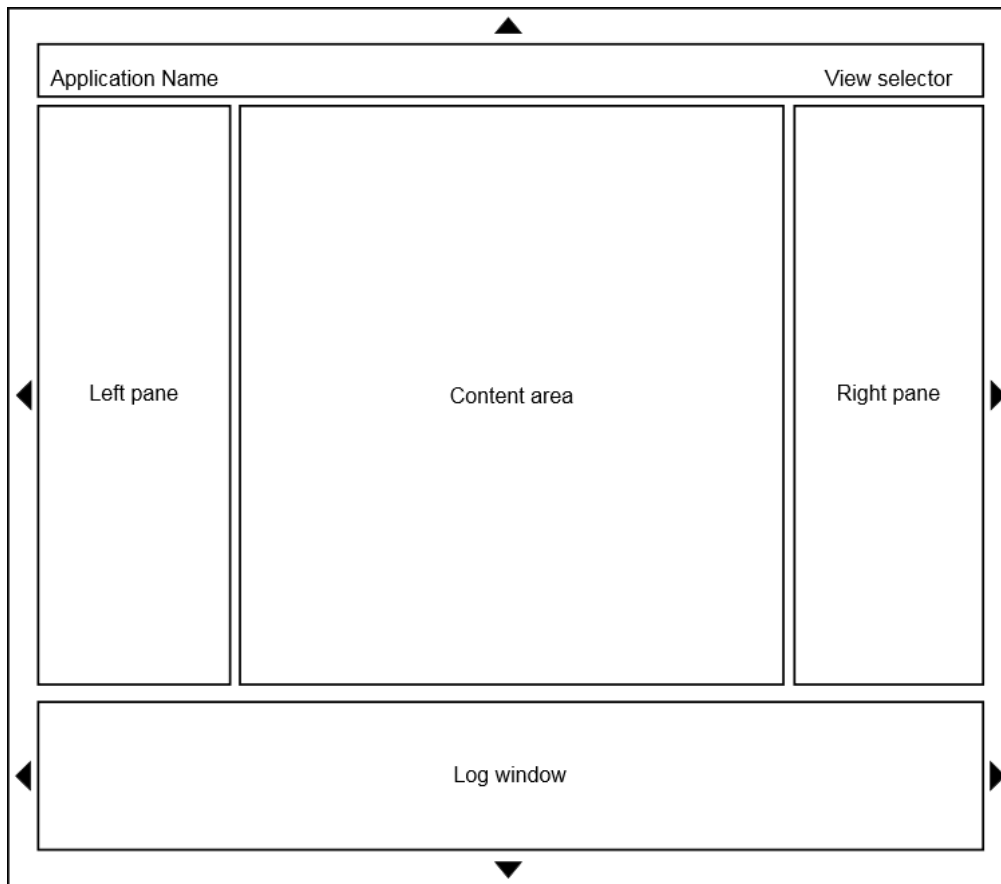 Application Name
View selector
Left pane
Content area
Right pane
Log window